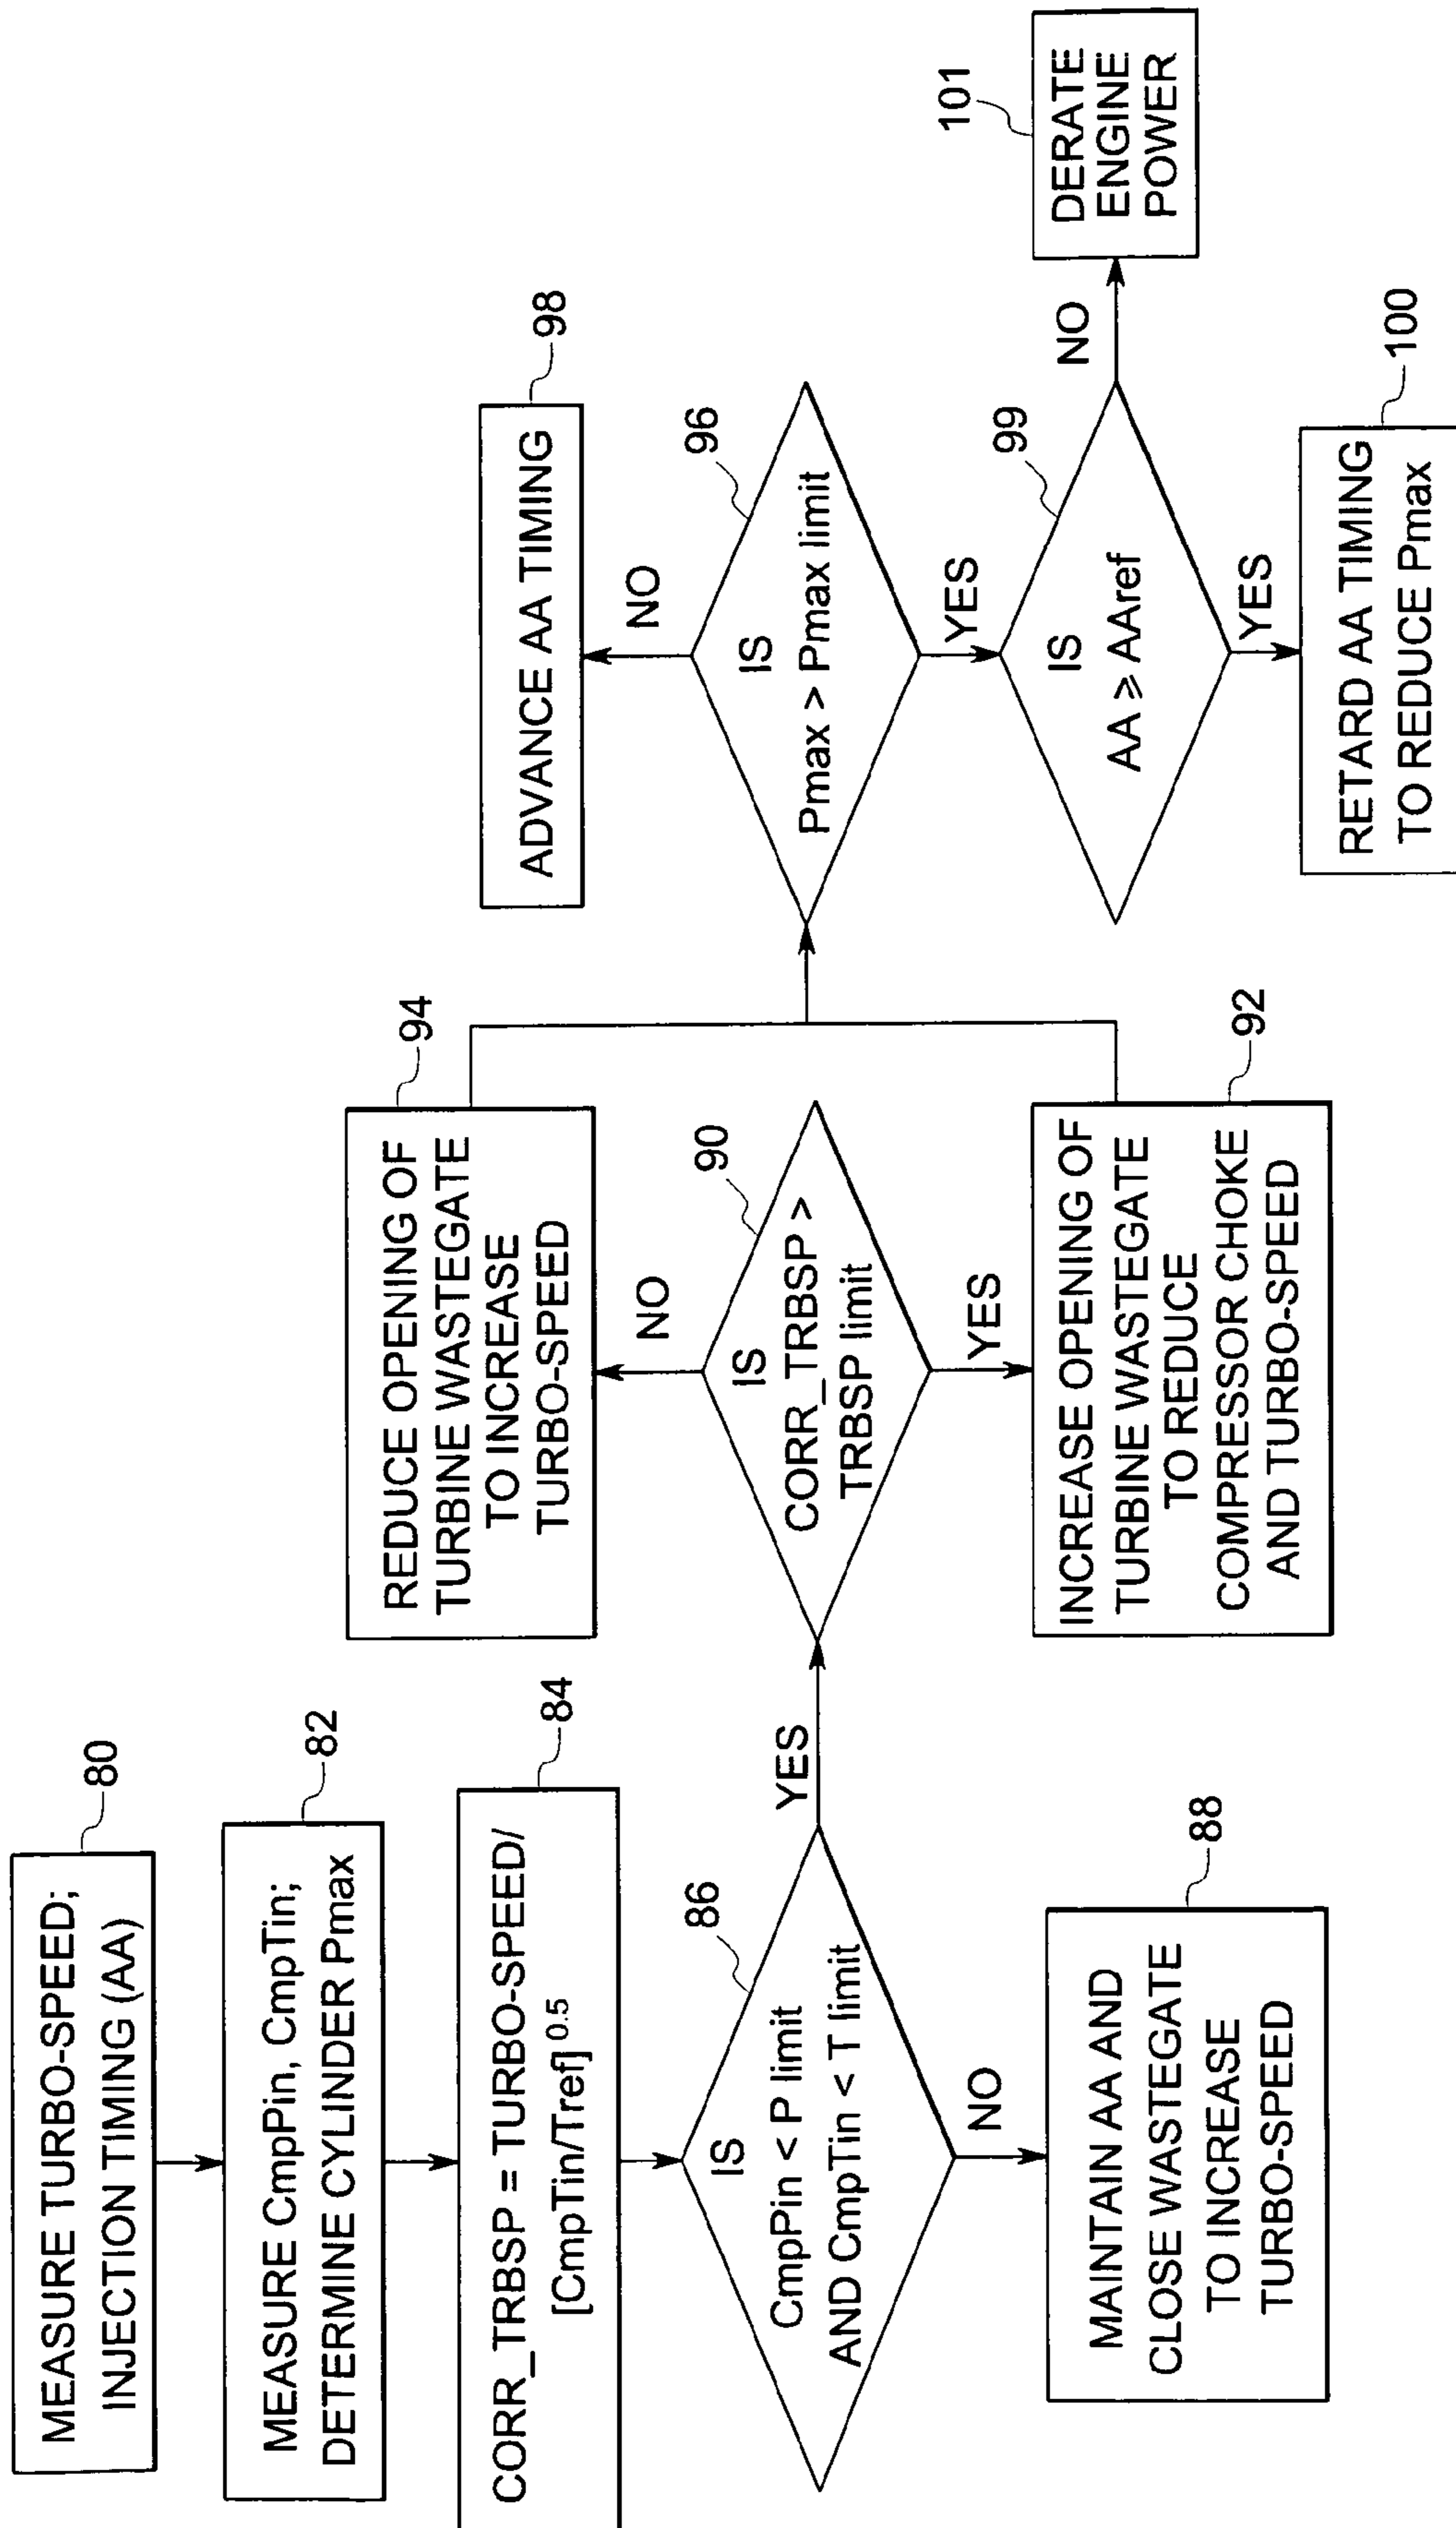 80
MEASURE TURBO-SPEED;
INJECTION TIMING (AA)
82
MEASURE CmpPin, CmpTin;
DETERMINE CYLINDER Pmax
84
CORR_TRBSP = TURBO-SPEED/
[CmpTin/Tref] 0.5
86
IS
CmpPin < P limit
AND CmpTin < T limit
NO
88
MAINTAIN AA AND
CLOSE WASTEGATE
TO INCREASE
TURBO-SPEED
YES
90
IS
CORR_TRBSP >
TRBSP limit
NO
94
REDUCE OPENING OF
TURBINE WASTEGATE
TO INCREASE
TURBO-SPEED
YES
92
INCREASE OPENING OF
TURBINE WASTEGATE
TO REDUCE
COMPRESSOR CHOKE
AND TURBO-SPEED
96
IS
Pmax > Pmax limit
NO
98
ADVANCE AA TIMING
YES
99
IS
AA ⩾ AAref
NO
101
DERATE
ENGINE
POWER
YES
100
RETARD AA TIMING
TO REDUCE Pmax